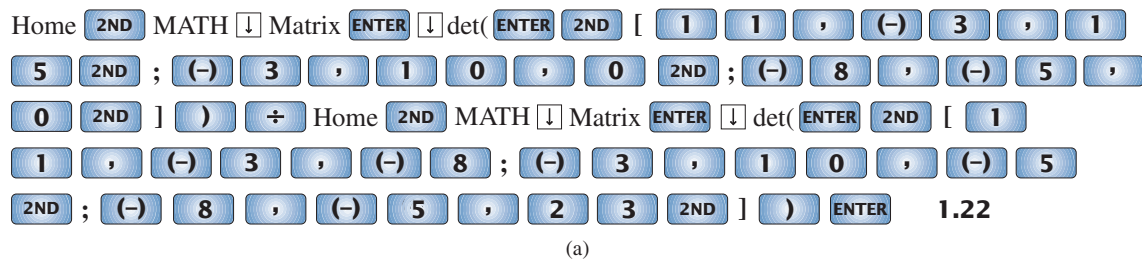 Home 2ND MATH ↓ Matrix ENTER ↓ det( ENTER 2ND [ 1 1 , (–) 3 , 1
5 2ND ; (–) 3 , 1 0 , 0 2ND ; (–) 8 , (–) 5 ,
0 2ND ] ) ÷ Home 2ND MATH ↓ Matrix ENTER ↓ det( ENTER 2ND [ 1
1 , (–) 3 , (–) 8 ; (–) 3 , 1 0 , (–) 5
2ND ; (–) 8 , (–) 5 , 2 3 2ND ] ) ENTER 1.22
(a)